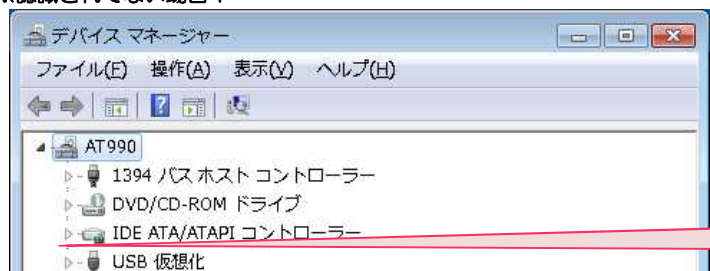 デバイス マネージャー
ファイル(F) 操作(A) 表示(V) ヘルプ(H)
AT990
1394 バス ホスト コントローラー
DVD/CD-ROM ドライブ
IDE ATA/ATAPI コントローラー
USB 仮想化